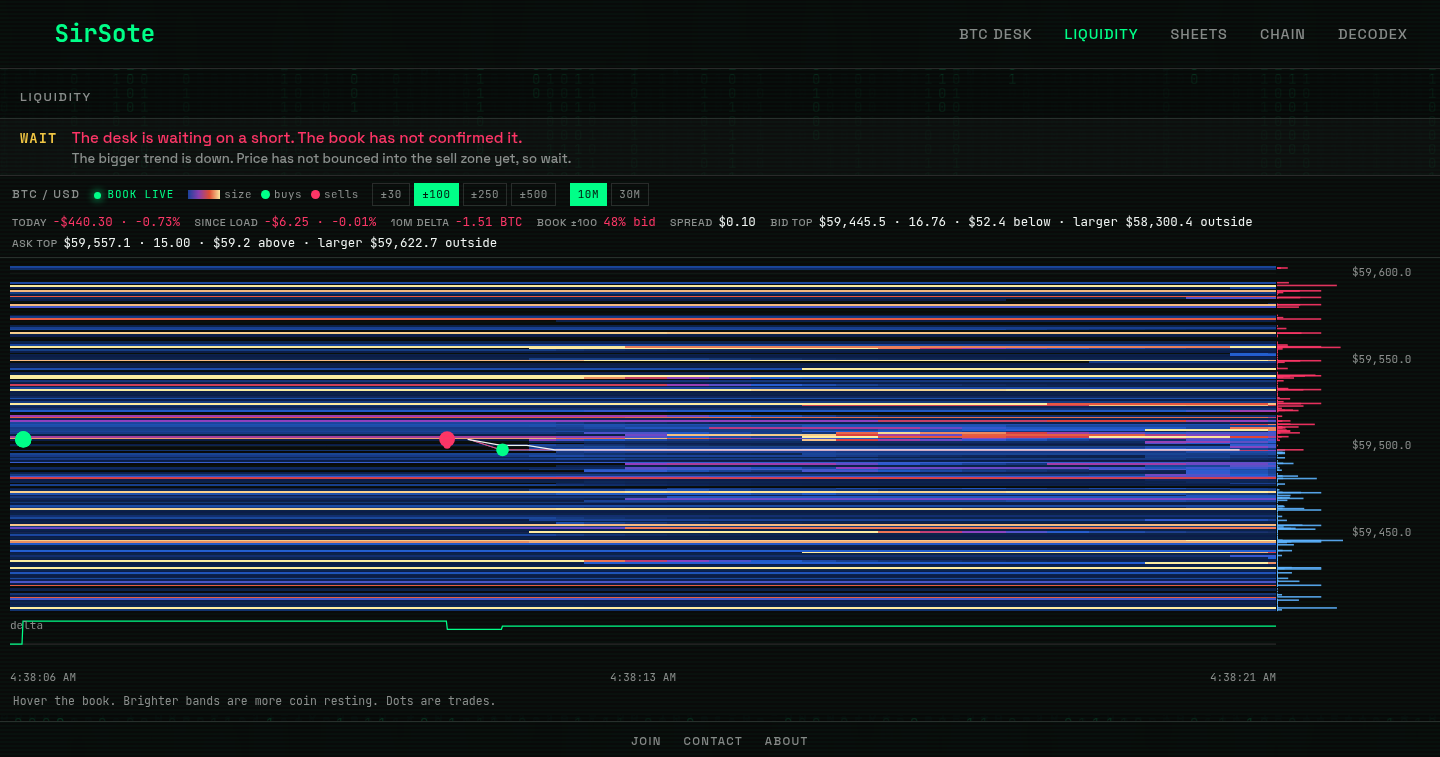 SirSote
BTC DESK LIQUIDITY SHEETS CHAIN DECODEX
LIQUIDITY
WAIT The desk is waiting on a short. The book has not confirmed it.
The bigger trend is down. Price has not bounced into the sell zone yet, so wait.
BTC / USD BOOK LIVE size buys sells ±30 ±100 ±250 ±500 10M 30M
TODAY -$440.30 · -0.73% SINCE LOAD -$6.25 · -0.01% 10M DELTA -1.51 BTC BOOK ±100 48% bid SPREAD $0.10 BID TOP $59,445.5 · 16.76 · $52.4 below · larger $58,300.4 outside
ASK TOP $59,557.1 · 15.00 · $59.2 above · larger $59,622.7 outside
$59,600.0
$59,550.0
$59,500.0
$59,450.0
delta
4:38:06 AM 4:38:13 AM 4:38:21 AM
Hover the book. Brighter bands are more coin resting. Dots are trades.
JOIN CONTACT ABOUT